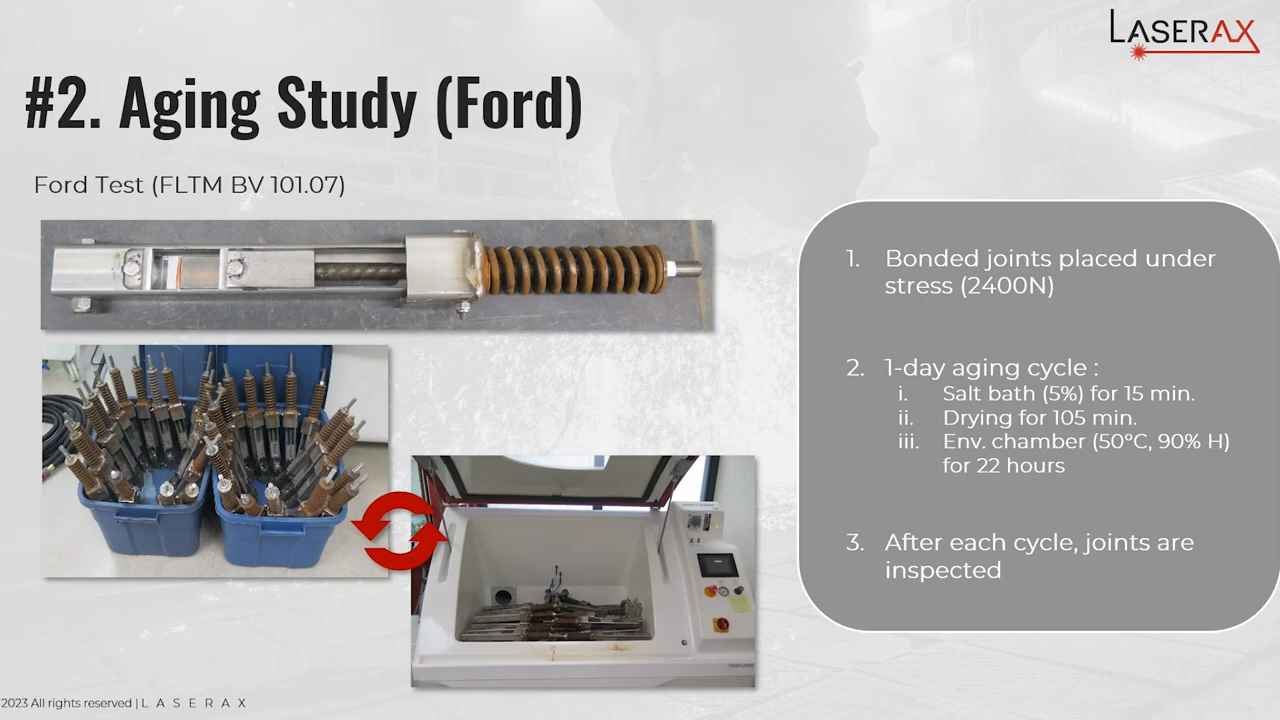 LASERAX
#2. Aging Study (Ford)
Ford Test (FLTM BV 101.07)
1. Bonded joints placed under
stress (2400N)
2. 1-day aging cycle :
i. Salt bath (5%) for 15 min.
ii. Drying for 105 min.
iii. Env. chamber (50°C, 90% H)
for 22 hours
3. After each cycle, joints are
inspected
2023 All rights reserved | L A S E R A X